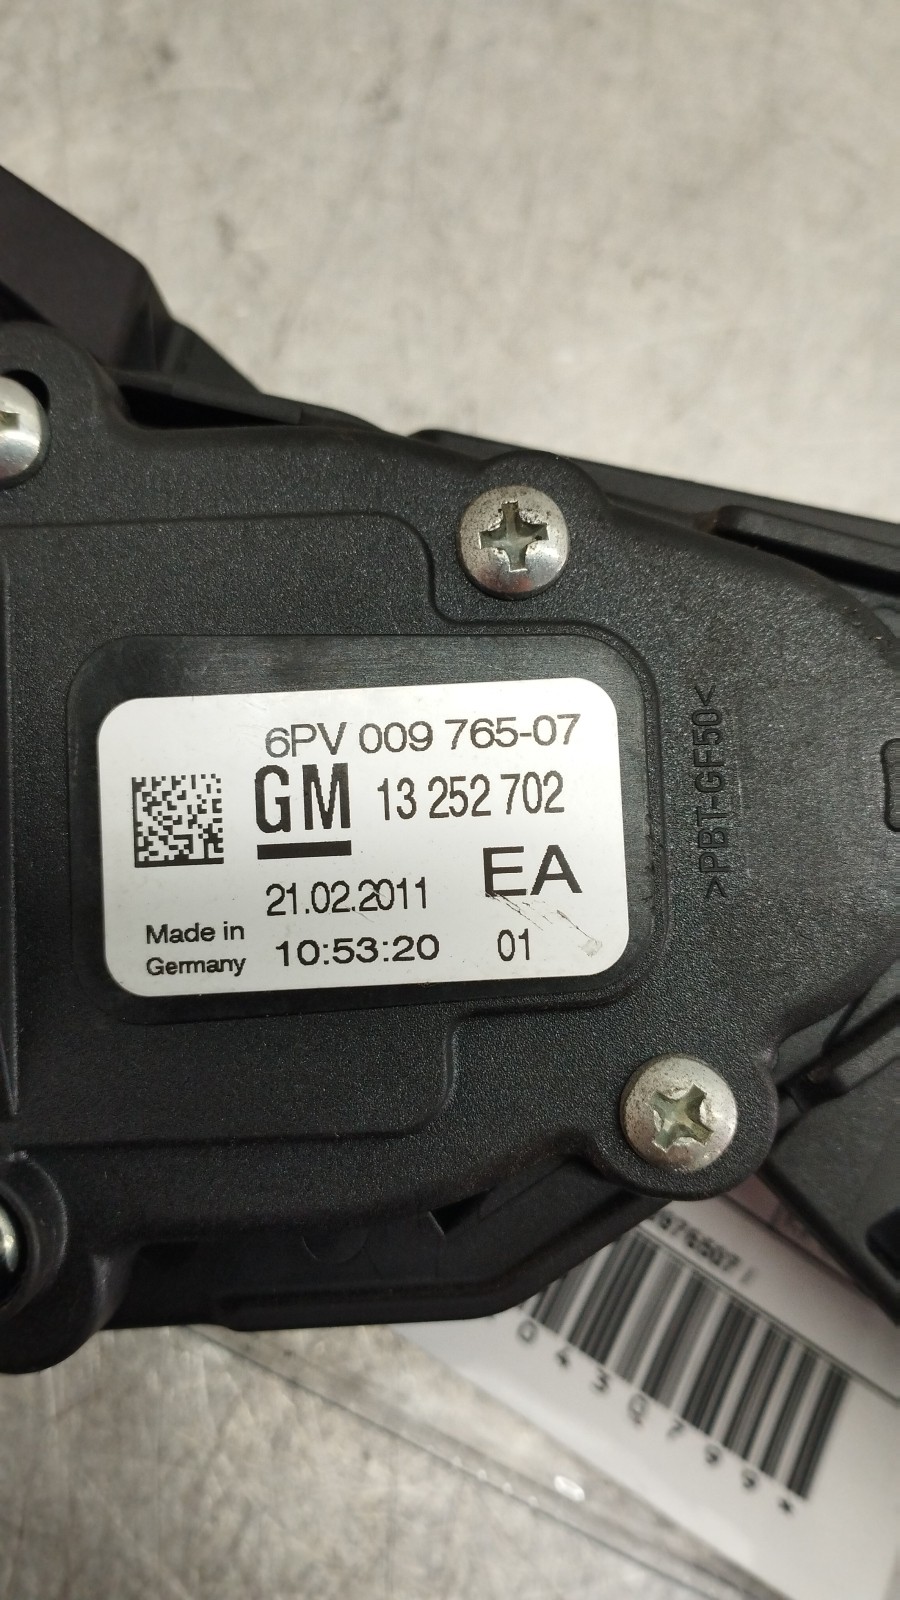 6PV 009 765-07
GM 13 252 702
EA
21.02.2011
Made in
Germany
10:53:20
01
>PBT-GF50<